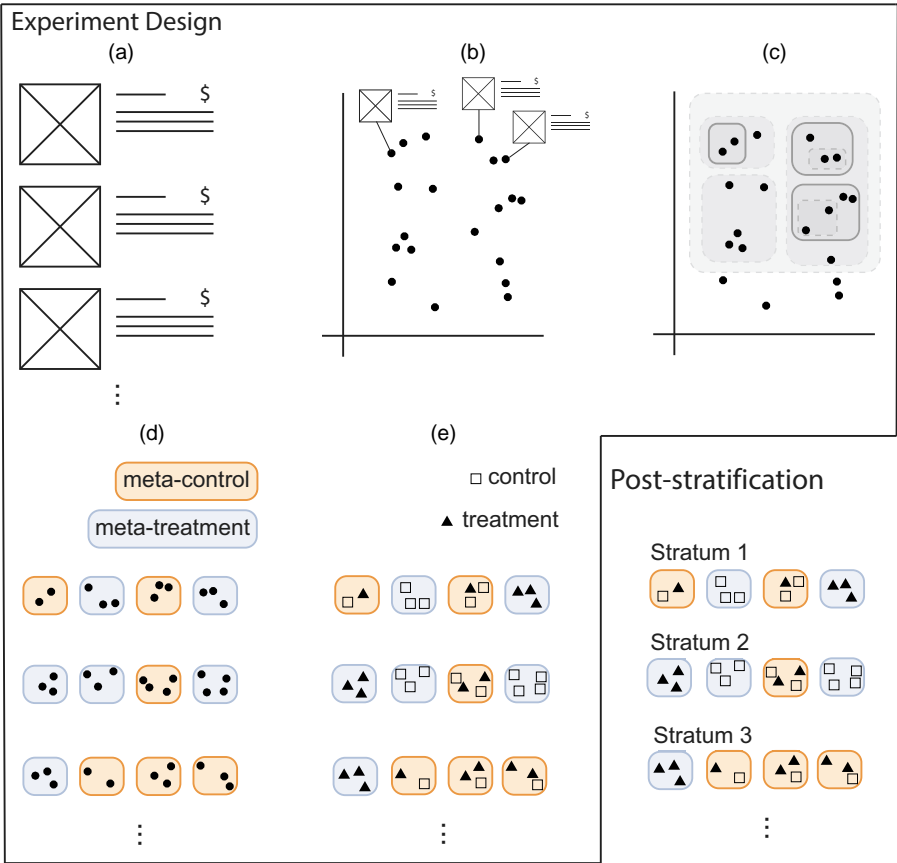 Experiment Design
(a)
(b)
(c)
$
$
$
$
$
$
(d)
(e)
meta-control
meta-treatment
control
treatment
Post-stratification
Stratum 1
Stratum 2
Stratum 3